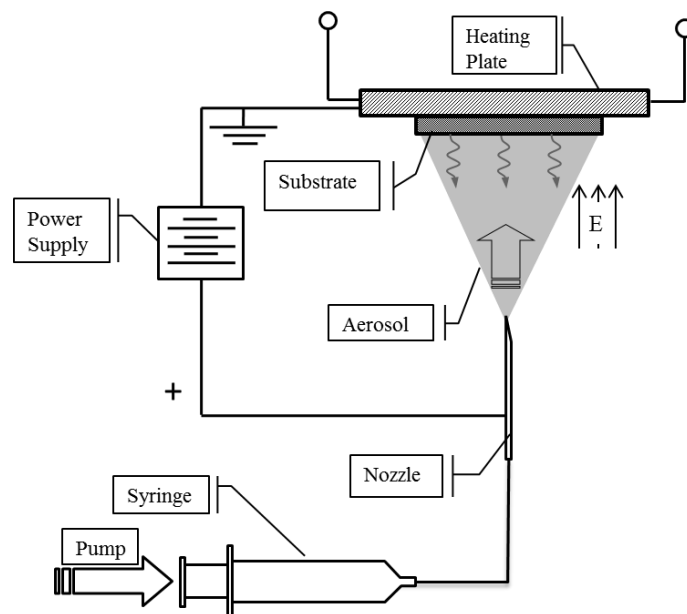 Heating
Plate
Substrate
Power
Supply
E
Aerosol
+
Nozzle
Syringe
Pump